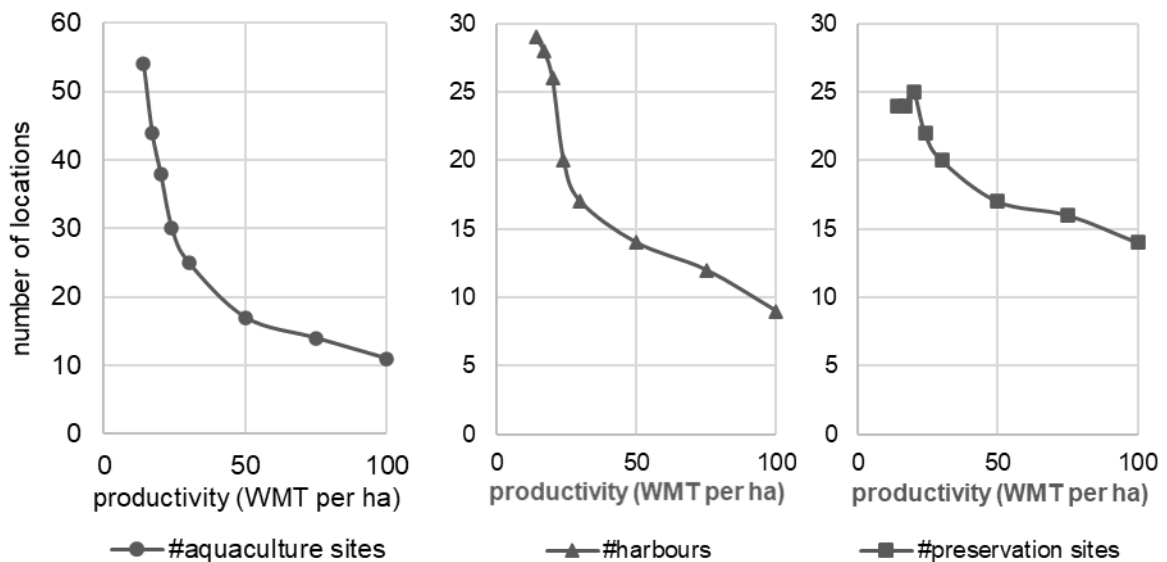 number of locations
60
50
40
30
20
10
0
0 50 100
productivity (WMT per ha)
#aquaculture sites
30
25
20
15
10
5
0
0 50 100
productivity (WMT per ha)
#harbours
30
25
20
15
10
5
0
0 50 100
productivity (WMT per ha)
#preservation sites